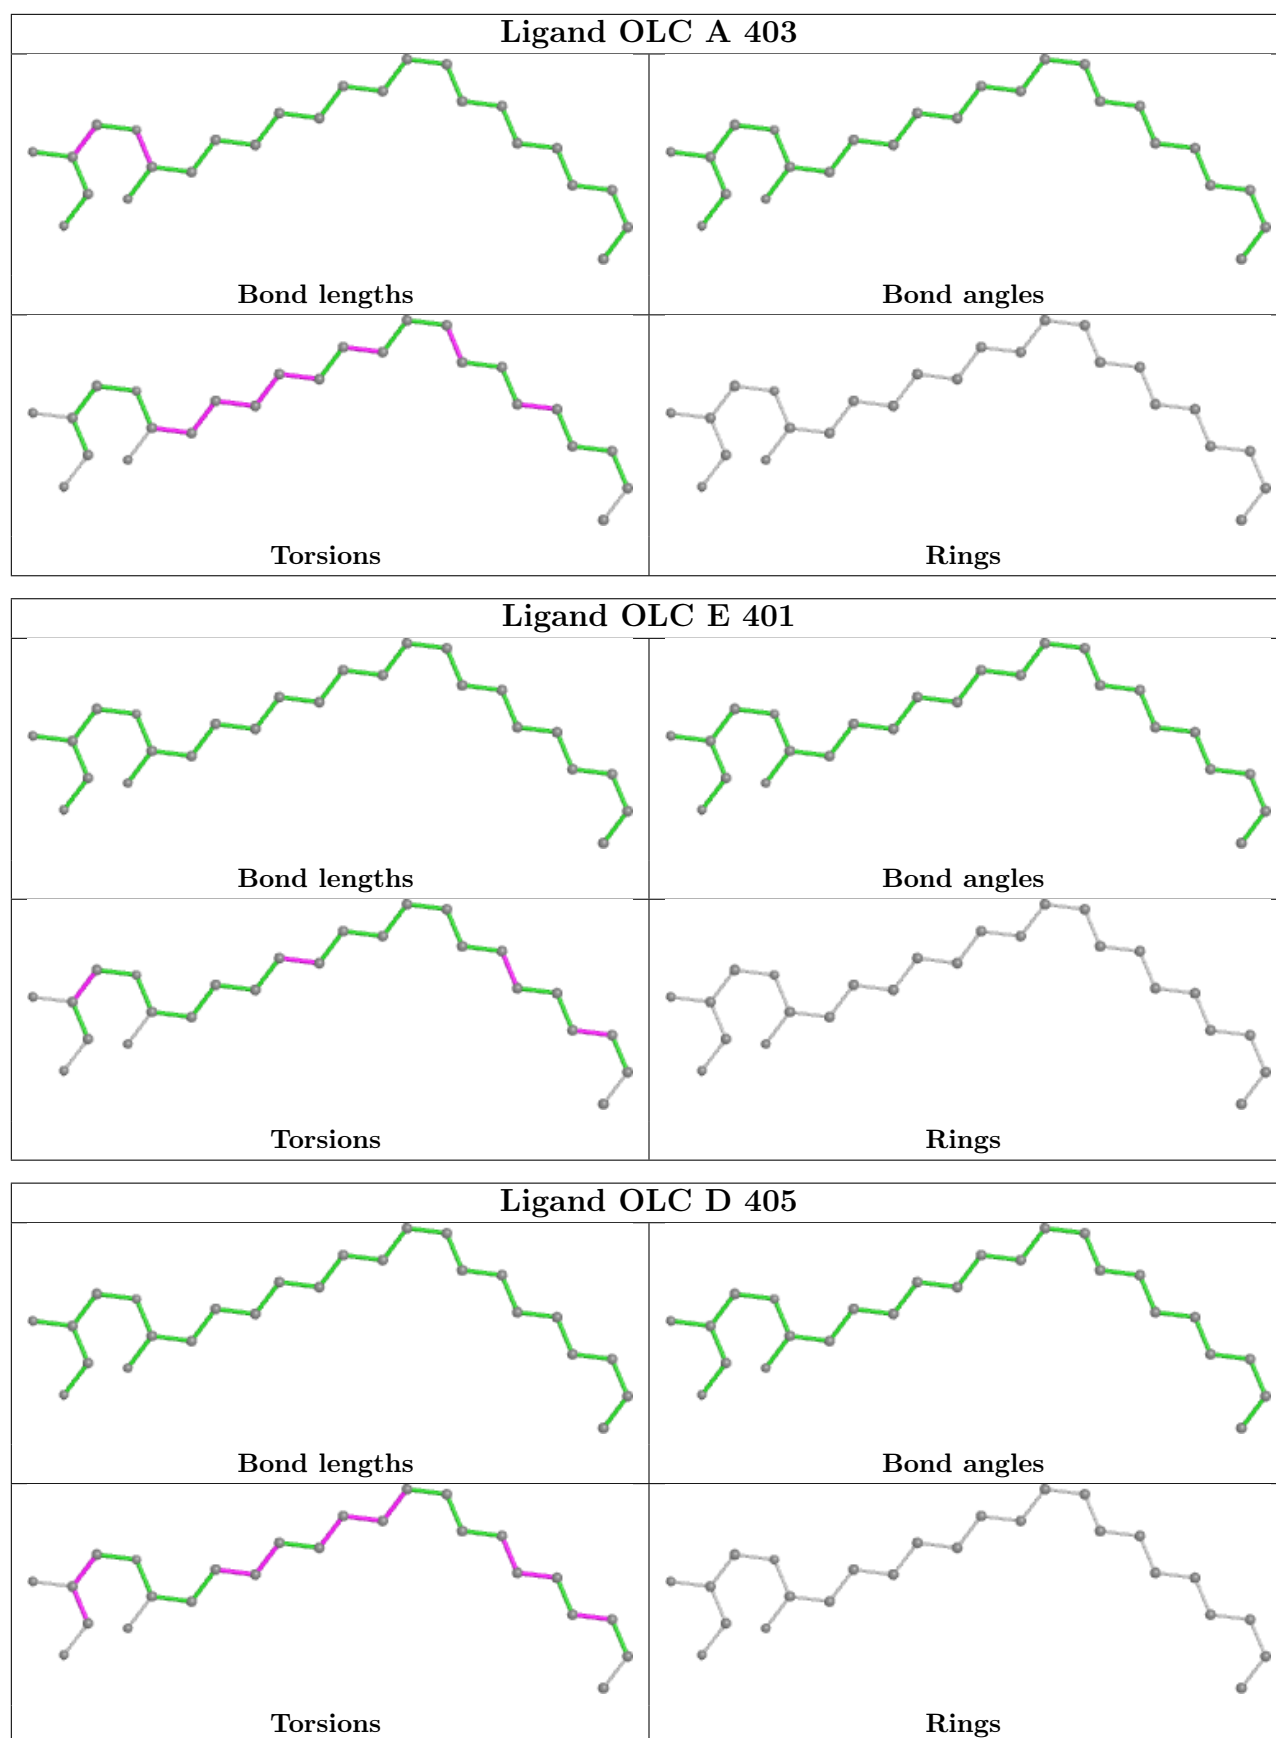 Ligand OLC A 403
Bond lengths
Bond angles
Torsions
Rings
Ligand OLC E 401
Bond lengths
Bond angles
Torsions
Rings
Ligand OLC D 405
Bond lengths
Bond angles
Torsions
Rings